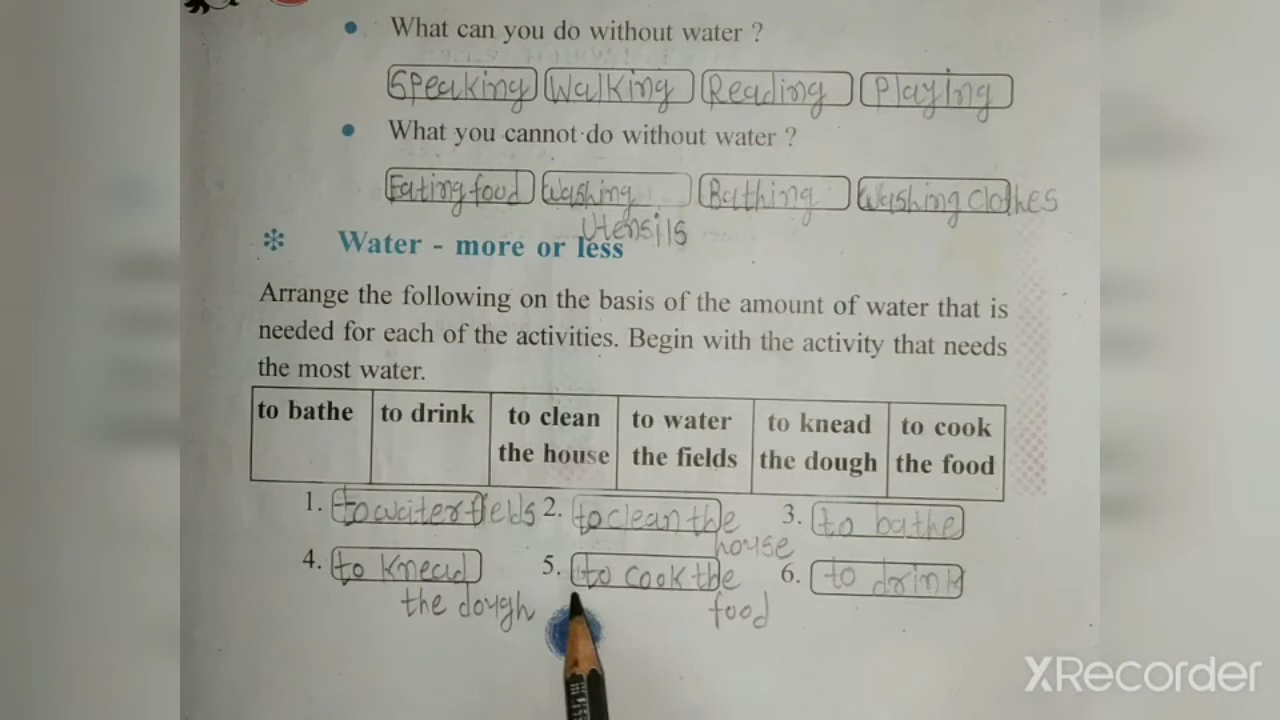 • What can you do without water ?
Speaking Walking Reading Playing
• What you cannot do without water ?
Eating food Washing Utensils Bathing Washing Clothes
* Water - more or less
Arrange the following on the basis of the amount of water that is
needed for each of the activities. Begin with the activity that needs
the most water.
to bathe to drink to clean the house to water the fields to knead the dough to cook the food
1. to water fields 2. to clean the house 3. to bathe
4. to knead the dough 5. to cook the food 6. to drink
XRecorder